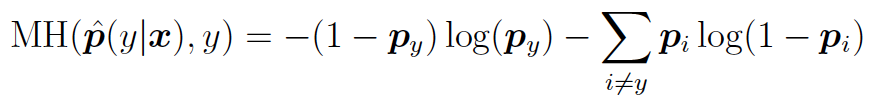 MH(p̂(y|x), y) = −(1 − p_y) log(p_y) − ∑_{i≠y} p_i log(1 − p_i)